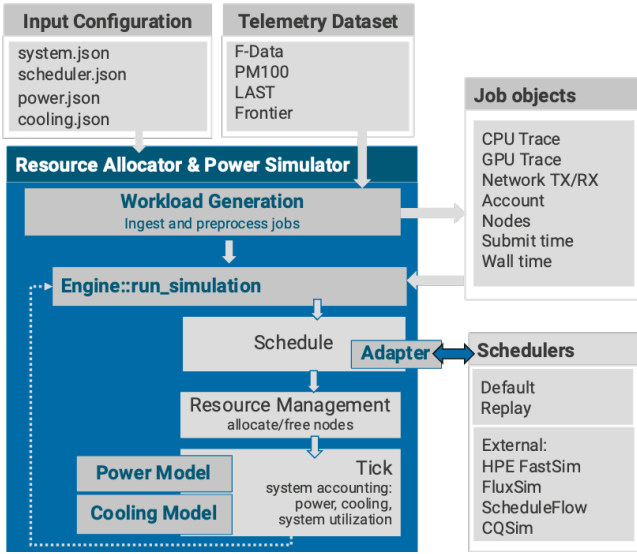 Input Configuration
system.json
scheduler.json
power.json
cooling.json
Telemetry Dataset
F-Data
PM100
LAST
Frontier
Job objects
CPU Trace
GPU Trace
Network TX/RX
Account
Nodes
Submit time
Wall time
Resource Allocator & Power Simulator
Workload Generation
Ingest and preprocess jobs
Engine::run_simulation
Schedule
Adapter
Schedulers
Default
Replay
External:
HPE FastSim
FluxSim
ScheduleFlow
CQSim
Resource Management
allocate/free nodes
Power Model
Cooling Model
Tick
system accounting:
power, cooling,
system utilization